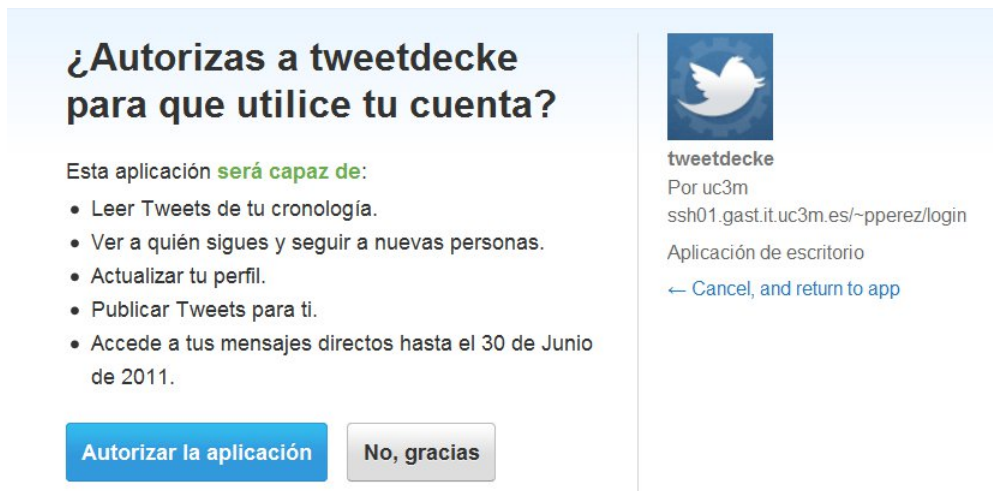 ¿Autorizas a tweetdecke
para que utilice tu cuenta?
Esta aplicación será capaz de:
• Leer Tweets de tu cronología.
• Ver a quién sigues y seguir a nuevas personas.
• Actualizar tu perfil.
• Publicar Tweets para ti.
• Accede a tus mensajes directos hasta el 30 de Junio
de 2011.
Autorizar la aplicación
No, gracias
tweetdecke
Por uc3m
ssh01.gast.it.uc3m.es/~pperez/login
Aplicación de escritorio
← Cancel, and return to app